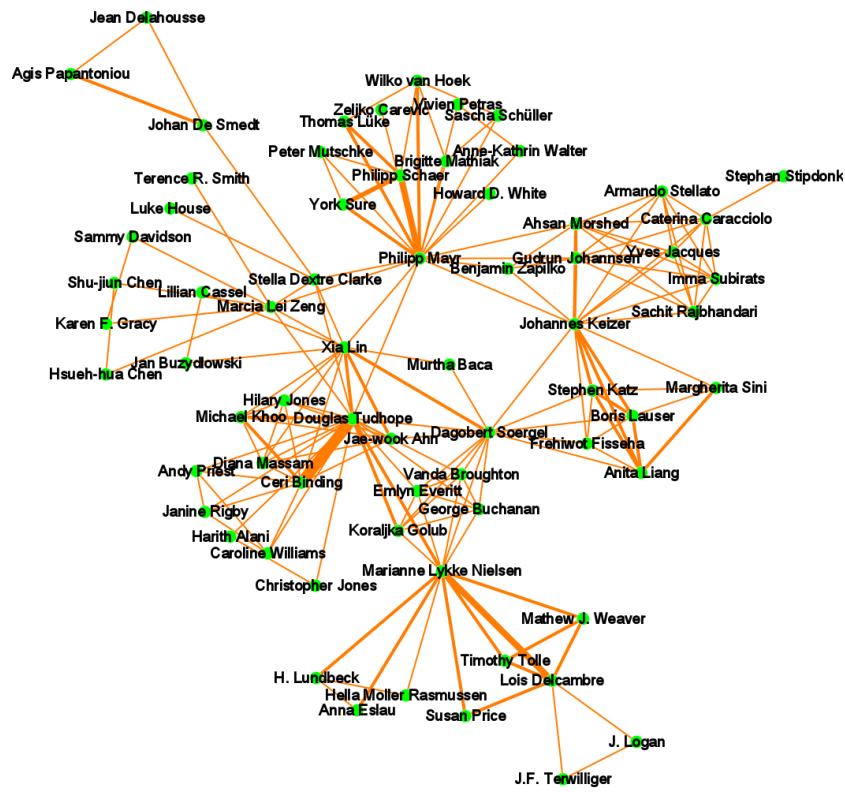 Jean Delahousse
Agis Papantoniou
Wilko van Hoek
Zeljko Carevic
Vivien Petras
Thomas Lüke
Sascha Schüller
Johan De Smedt
Peter Mutschke
Anne-Kathrin Walter
Brigitte Mathiak
Philipp Schaer
Terence R. Smith
Stephan Stipdonk
Armando Stellato
Howard D. White
York Sure
Luke House
Ahsan Morshed
Caterina Caracciolo
Sammy Davidson
Philipp Mayr
Gudrun Johannsen
Yves Jacques
Benjamin Zapilko
Stella Dextre Clarke
Imma Subirats
Shu-jiun Chen
Lillian Cassel
Marcia Lei Zeng
Sachit Rajbhandari
Karen F. Gracy
Johannes Keizer
Xia Lin
Jan Buzydlowski
Murtha Baca
Hsueh-hua Chen
Stephen Katz
Margherita Sini
Hilary Jones
Michael Khoo
Douglas Tudhope
Boris Lauser
Jae-wook Ahn
Dagobert Soergel
Frehiwot Fisseha
Diana Massam
Andy Priest
Ceri Binding
Vanda Broughton
Anita Liang
Emlyn Everitt
Janine Rigby
George Buchanan
Koraljka Golub
Harith Alani
Caroline Williams
Marianne Lykke Nielsen
Christopher Jones
Mathew J. Weaver
Timothy Tolle
H. Lundbeck
Lois Delcambre
Hella Moller Rasmussen
Anna Eslau
Susan Price
J. Logan
J.F. Terwilliger